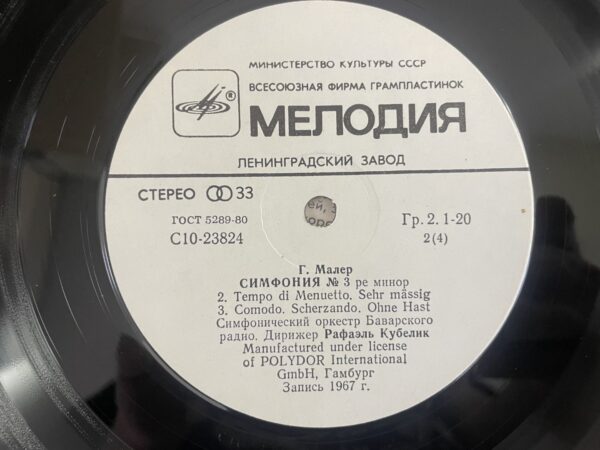 МИНИСТЕРСТВО КУЛЬТУРЫ СССР
ВСЕСОЮЗНАЯ ФИРМА ГРАМПЛАСТИНОК
®
МЕЛОДИЯ
ЛЕНИНГРАДСКИЙ ЗАВОД
СТЕРЕО 33
ГОСТ 5289-80
Гр. 2. 1-20
С10-23824
2(4)
Г. Малер
СИМФОНИЯ № 3 ре минор
2. Tempo di Menuetto. Sehr mässig
3. Comodo. Scherzando. Ohne Hast
Симфонический оркестр Баварского
радио. Дирижер Рафаэль Кубелик
Manufactured under license
of POLYDOR International
GmbH, Гамбург
Запись 1967 г.